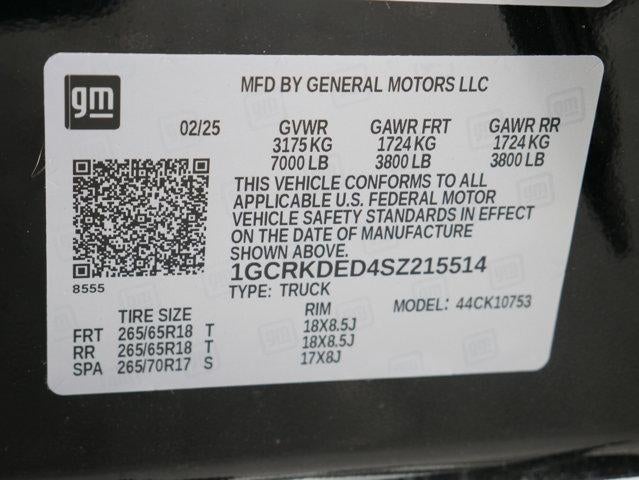 gm
MFD BY GENERAL MOTORS LLC
02/25 GVWR GAWR FRT GAWR RR
3175 KG 1724 KG 1724 KG
7000 LB 3800 LB 3800 LB
THIS VEHICLE CONFORMS TO ALL
APPLICABLE U.S. FEDERAL MOTOR
VEHICLE SAFETY STANDARDS IN EFFECT
ON THE DATE OF MANUFACTURE
SHOWN ABOVE.
1GCRKDED4SZ215514
8555
TYPE: TRUCK MODEL: 44CK10753
TIRE SIZE RIM
FRT 265/65R18 T 18X8.5J
RR 265/65R18 T 18X8.5J
SPA 265/70R17 S 17X8J